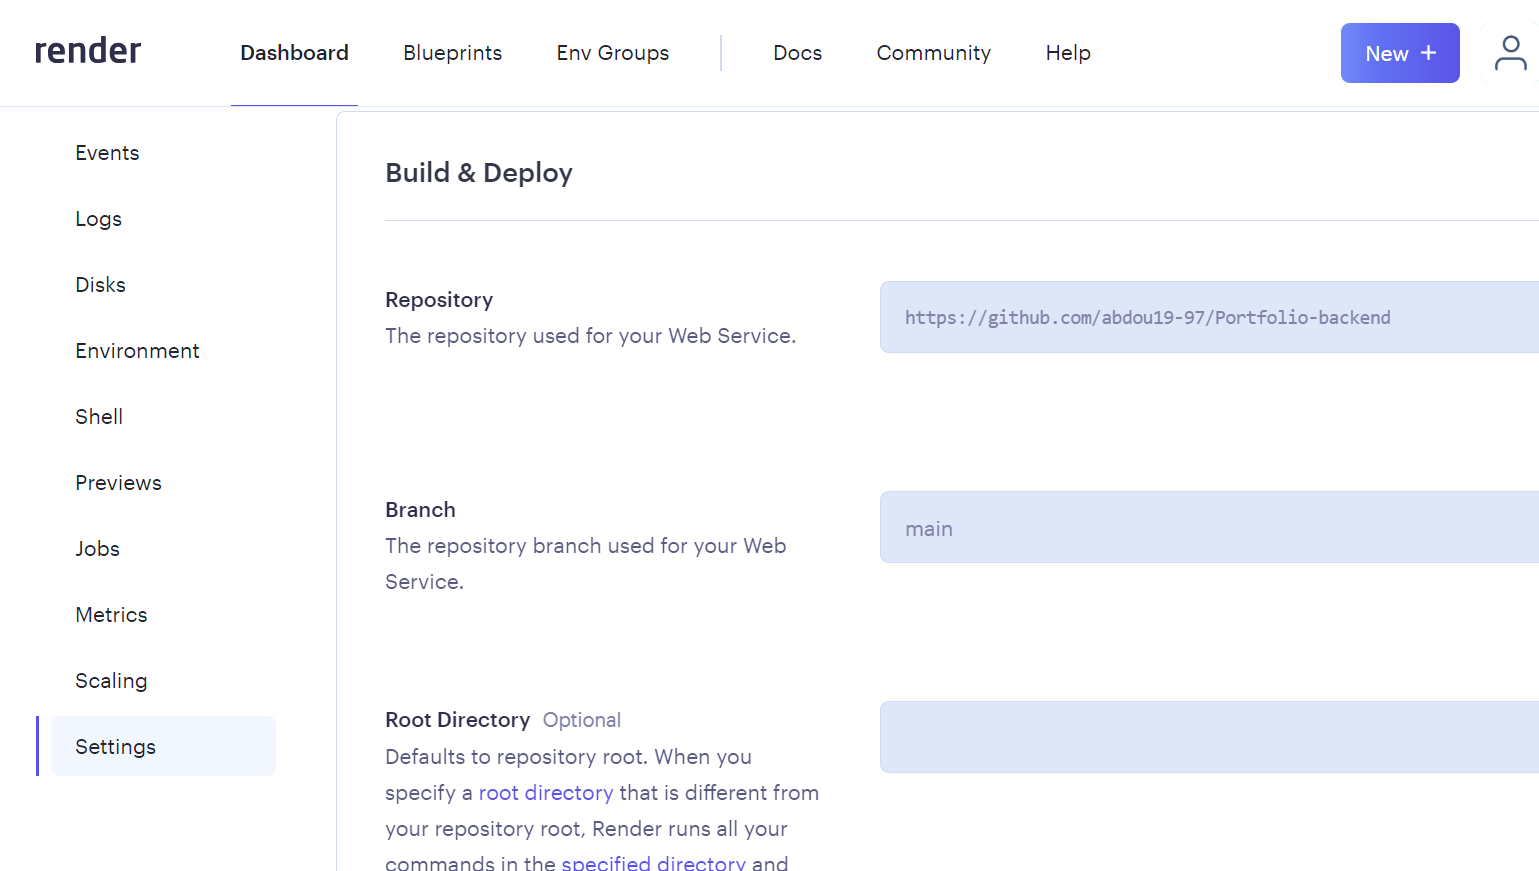 render
Dashboard
Blueprints
Env Groups
Docs
Community
Help
New +
Events
Logs
Disks
Environment
Shell
Previews
Jobs
Metrics
Scaling
Settings
Build & Deploy
Repository
The repository used for your Web Service.
https://github.com/abdou19-97/Portfolio-backend
Branch
The repository branch used for your Web
Service.
main
Root Directory Optional
Defaults to repository root. When you
specify a root directory that is different from
your repository root, Render runs all your
commands in the specified directory and